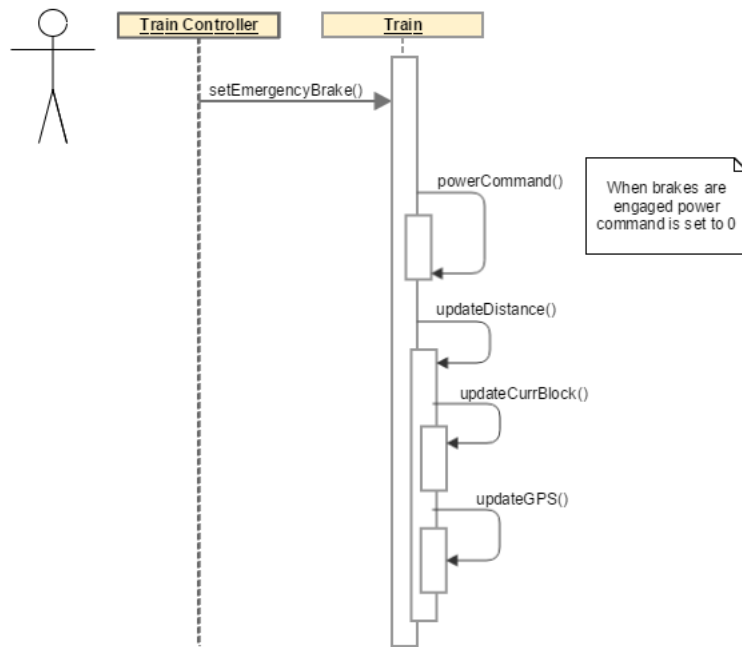 Train Controller
Train
setEmergencyBrake()
powerCommand()
When brakes are
engaged power
command is set to 0
updateDistance()
updateCurrBlock()
updateGPS()